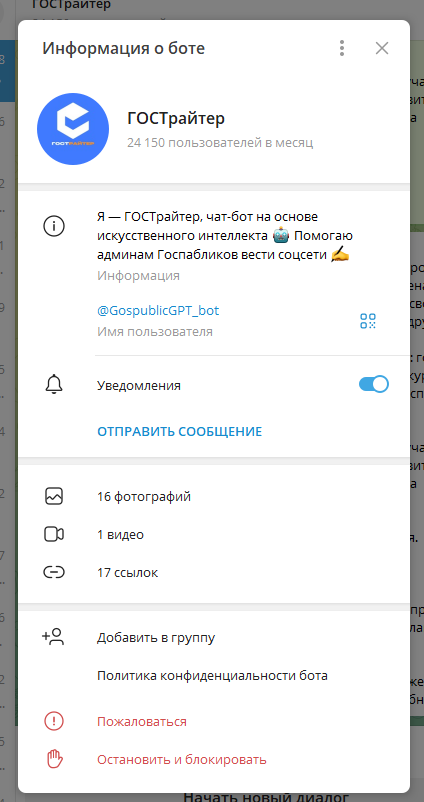 ГОСТрайтер
Информация о боте
ГОСТРАЙТЕР
ГОСТрайтер
24 150 пользователей в месяц
Я — ГОСТрайтер, чат-бот на основе
искусственного интеллекта 🤖 Помогаю
админам Госпабликов вести соцсети ✍️
Информация
@GospublicGPT_bot
Имя пользователя
Уведомления
ОТПРАВИТЬ СООБЩЕНИЕ
16 фотографий
1 видео
17 ссылок
Добавить в группу
Политика конфиденциальности бота
Пожаловаться
Остановить и блокировать
Начать новый диалог